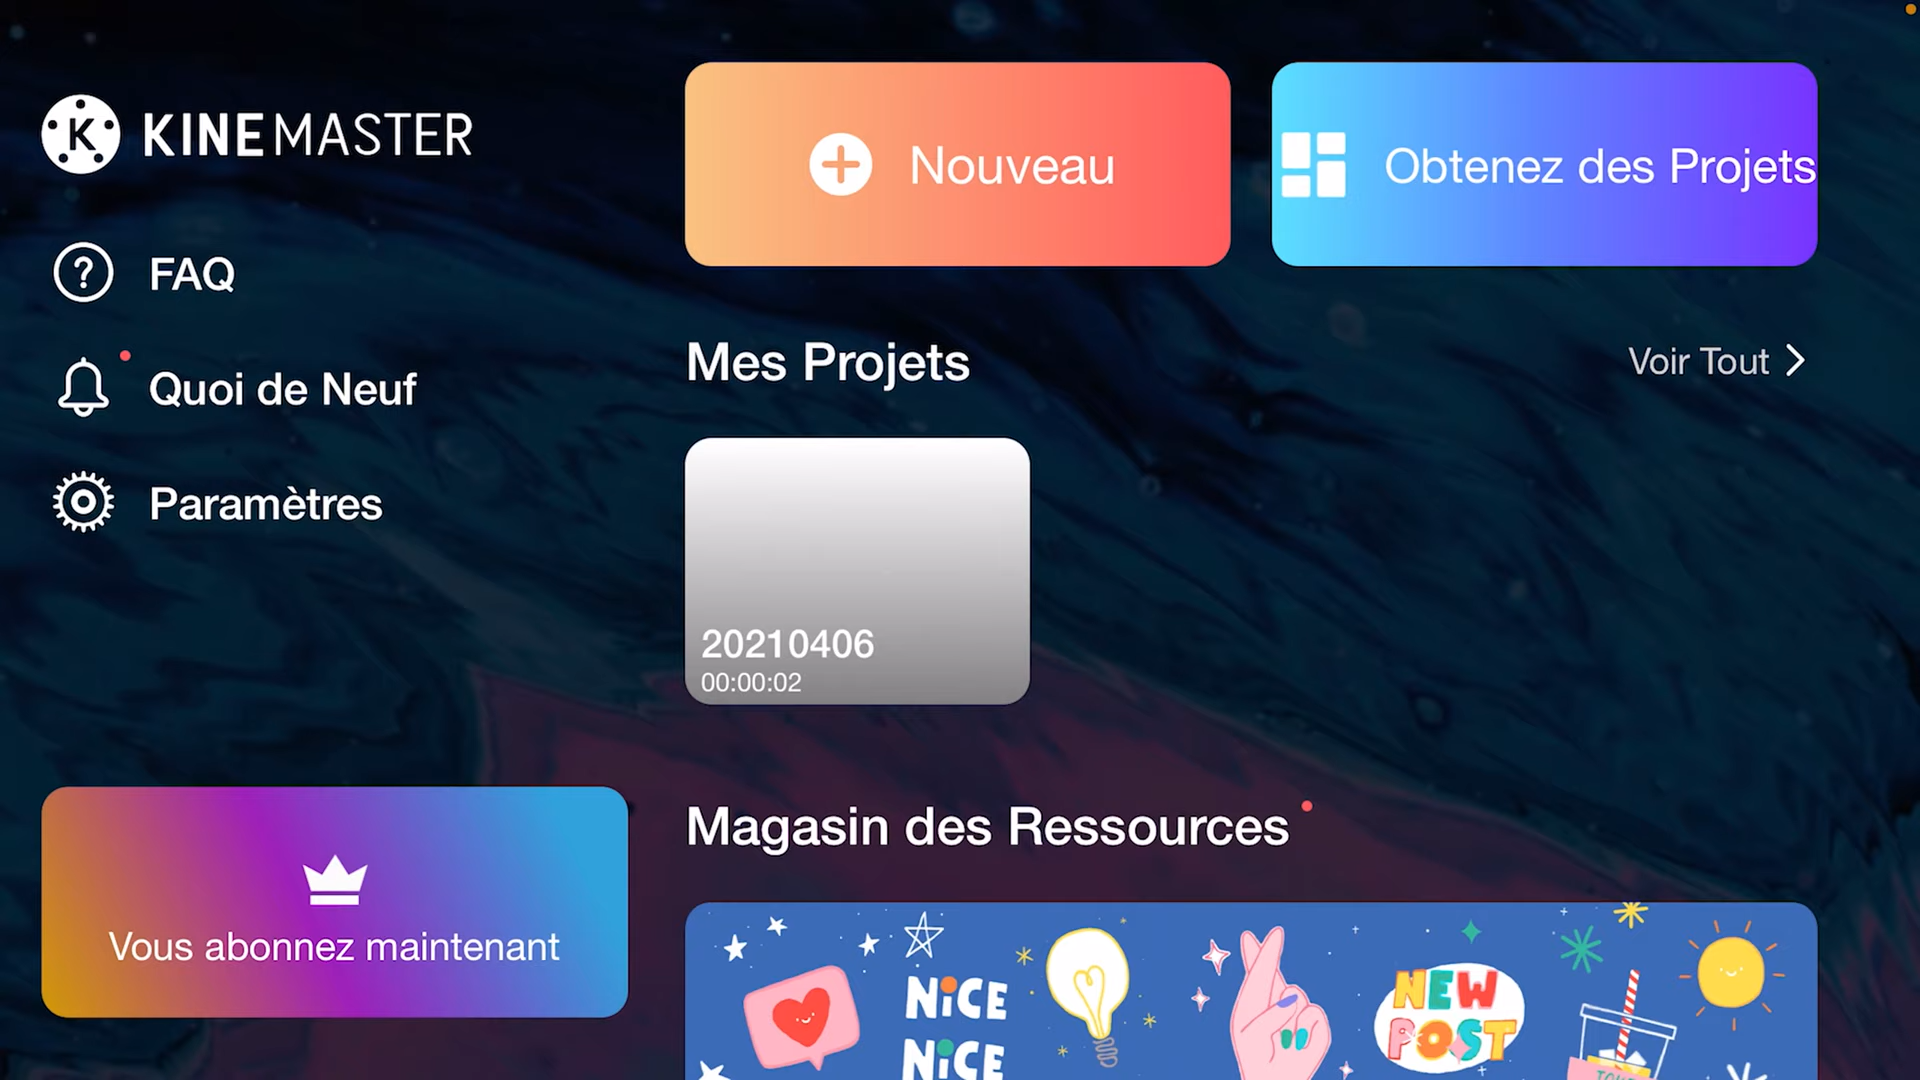 KINEMASTER
FAQ
Quoi de Neuf
Paramètres
Vous abonnez maintenant
Nouveau
Obtenez des Projets
Mes Projets
Voir Tout
20210406
00:00:02
Magasin des Ressources
NiCE
NiCE
NEW
POST